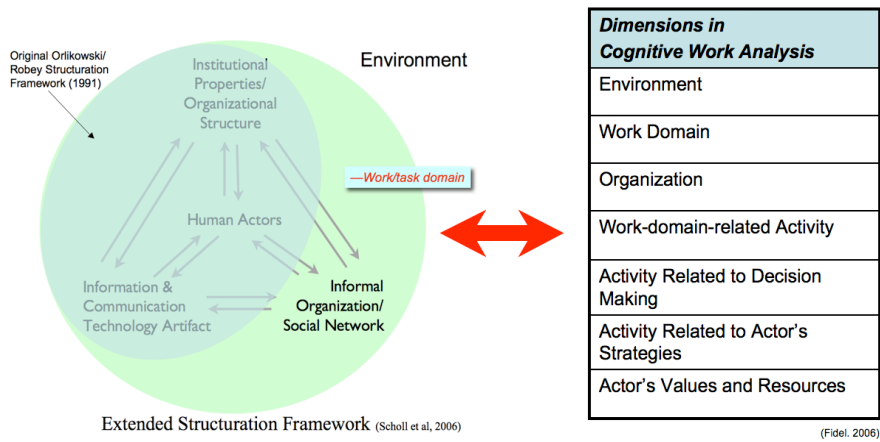 Original Orlikowski/
Robey Structuration
Framework (1991)
Institutional
Properties/
Organizational
Structure
Environment
—Work/task domain
Human Actors
Information &
Communication
Technology Artifact
Informal
Organization/
Social Network
Extended Structuration Framework (Scholl et al, 2006)
Dimensions in
Cognitive Work Analysis
Environment
Work Domain
Organization
Work-domain-related Activity
Activity Related to Decision
Making
Activity Related to Actor's
Strategies
Actor's Values and Resources
(Fidel. 2006)